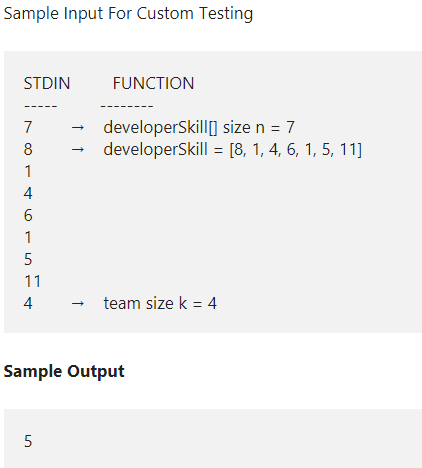 Sample Input For Custom Testing
STDIN FUNCTION
----- --------
7 → developerSkill[] size n = 7
8 → developerSkill = [8, 1, 4, 6, 1, 5, 11]
1
4
6
1
5
11
4 → team size k = 4
Sample Output
5